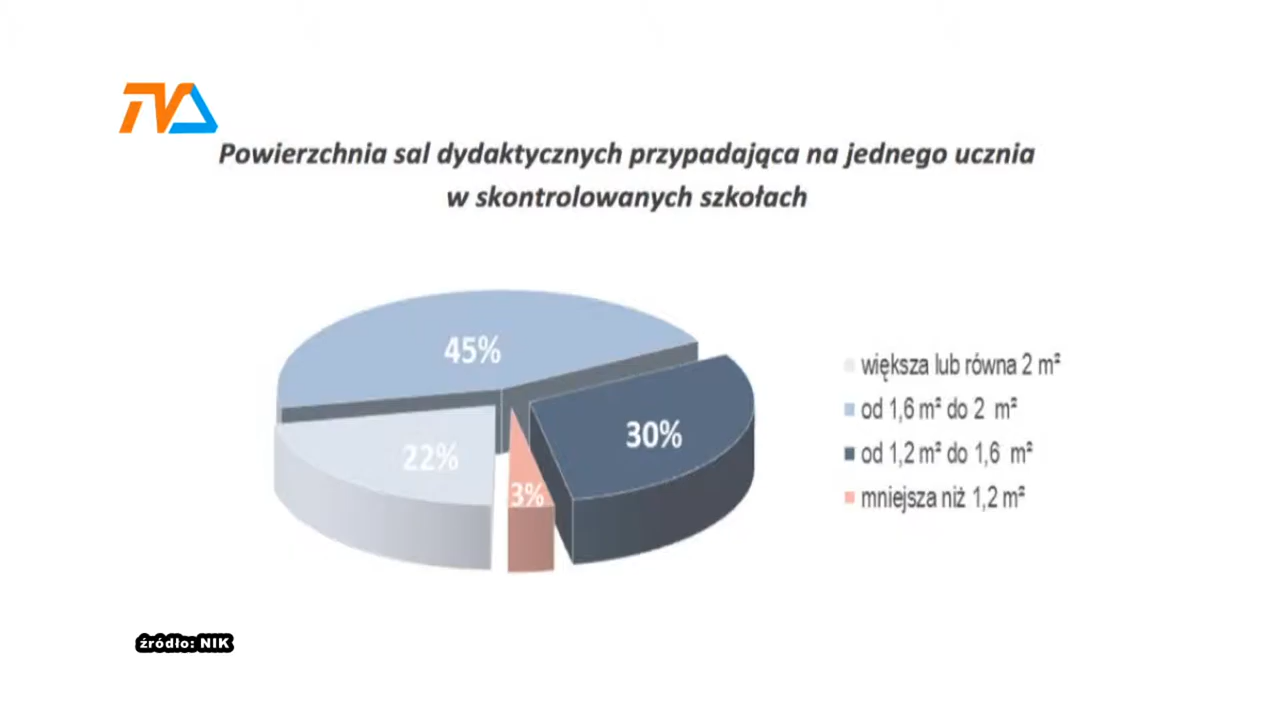 TVA
Powierzchnia sal dydaktycznych przypadająca na jednego ucznia
w skontrolowanych szkołach
45%
30%
22%
3%
większa lub równa 2 m²
od 1,6 m² do 2 m²
od 1,2 m² do 1,6 m²
mniejsza niż 1,2 m²
źródło: NIK